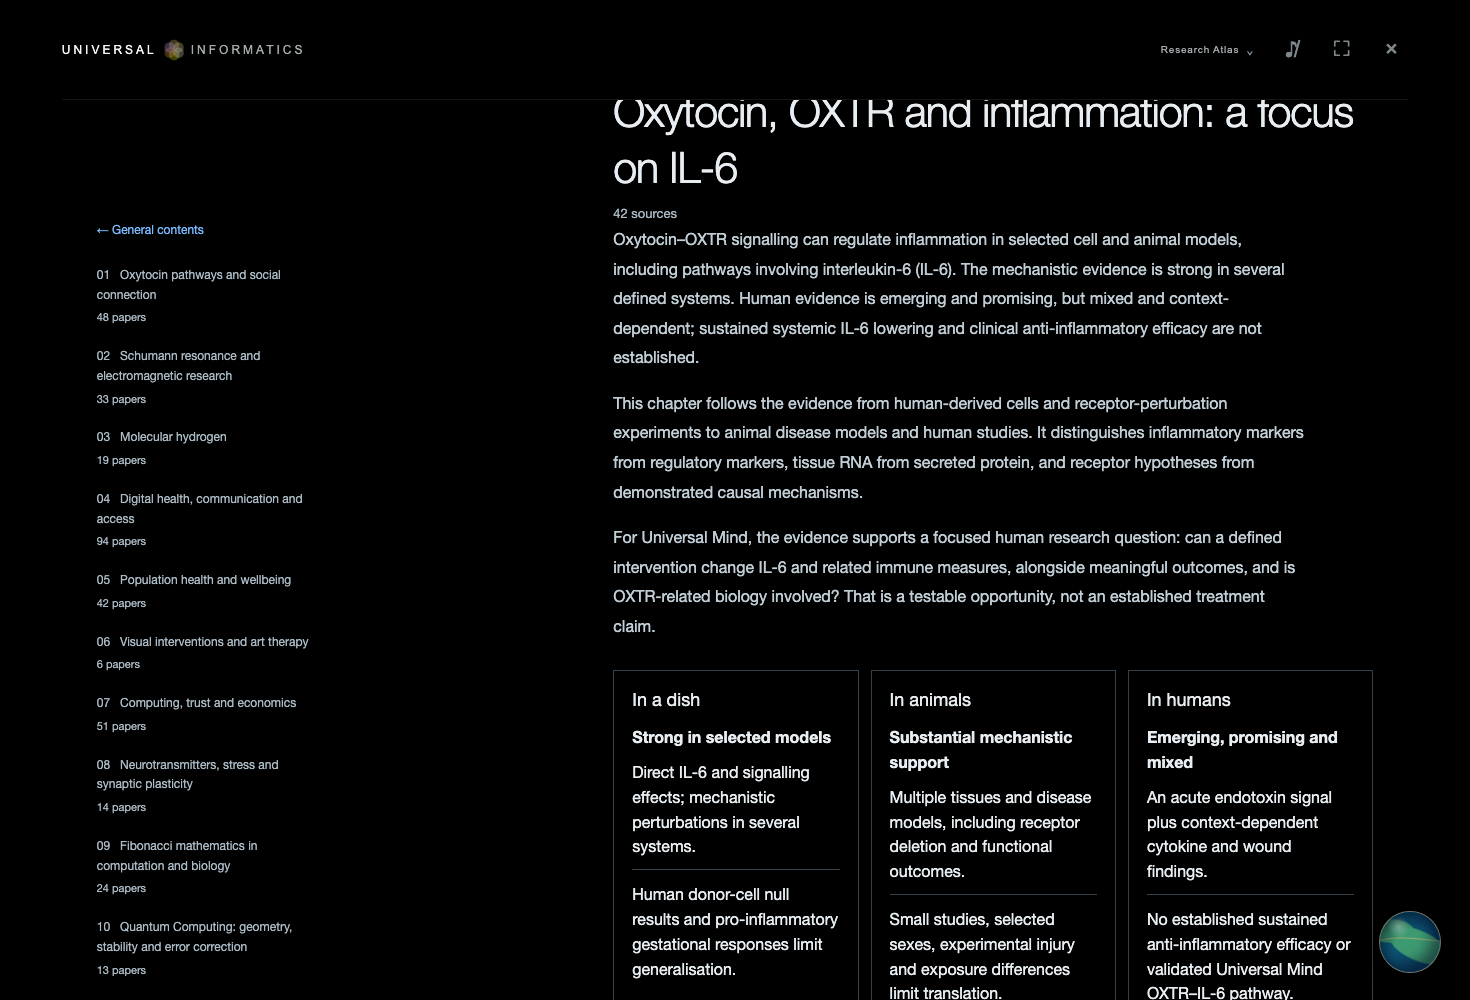 UNIVERSAL INFORMATICS
Research Atlas
Oxytocin, OXTR and inflammation: a focus
on IL-6
42 sources
← General contents
01 Oxytocin pathways and social
connection
48 papers
02 Schumann resonance and
electromagnetic research
33 papers
03 Molecular hydrogen
19 papers
04 Digital health, communication and
access
94 papers
05 Population health and wellbeing
42 papers
06 Visual interventions and art therapy
6 papers
07 Computing, trust and economics
51 papers
08 Neurotransmitters, stress and
synaptic plasticity
14 papers
09 Fibonacci mathematics in
computation and biology
24 papers
10 Quantum Computing: geometry,
stability and error correction
13 papers
Oxytocin–OXTR signalling can regulate inflammation in selected cell and animal models,
including pathways involving interleukin-6 (IL-6). The mechanistic evidence is strong in several
defined systems. Human evidence is emerging and promising, but mixed and context-
dependent; sustained systemic IL-6 lowering and clinical anti-inflammatory efficacy are not
established.
This chapter follows the evidence from human-derived cells and receptor-perturbation
experiments to animal disease models and human studies. It distinguishes inflammatory markers
from regulatory markers, tissue RNA from secreted protein, and receptor hypotheses from
demonstrated causal mechanisms.
For Universal Mind, the evidence supports a focused human research question: can a defined
intervention change IL-6 and related immune measures, alongside meaningful outcomes, and is
OXTR-related biology involved? That is a testable opportunity, not an established treatment
claim.
In a dish
Strong in selected models
Direct IL-6 and signalling
effects; mechanistic
perturbations in several
systems.
Human donor-cell null
results and pro-inflammatory
gestational responses limit
generalisation.
In animals
Substantial mechanistic
support
Multiple tissues and disease
models, including receptor
deletion and functional
outcomes.
Small studies, selected
sexes, experimental injury
and exposure differences
limit translation.
In humans
Emerging, promising and
mixed
An acute endotoxin signal
plus context-dependent
cytokine and wound
findings.
No established sustained
anti-inflammatory efficacy or
validated Universal Mind
OXTR–IL-6 pathway.